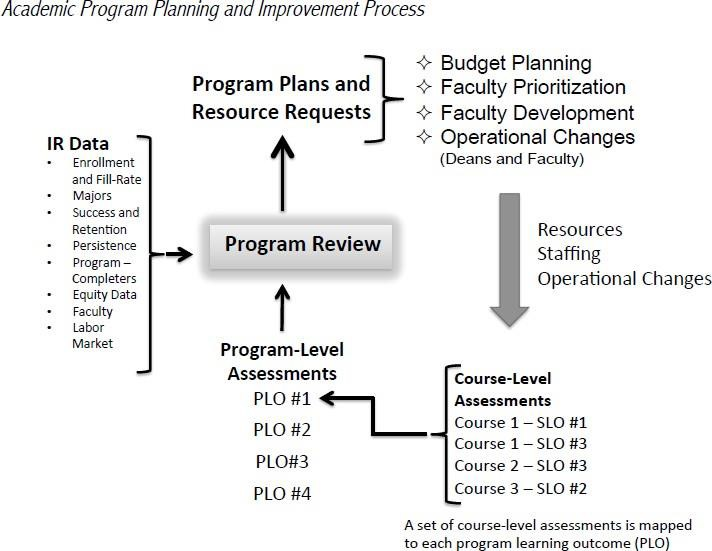 Academic Program Planning and Improvement Process
Program Plans and
Resource Requests
✧ Budget Planning
✧ Faculty Prioritization
✧ Faculty Development
✧ Operational Changes
(Deans and Faculty)
IR Data
• Enrollment
and Fill-Rate
• Majors
• Success and
Retention
• Persistence
• Program –
Completers
• Equity Data
• Faculty
• Labor
Market
Program Review
Resources
Staffing
Operational Changes
Program-Level
Assessments
PLO #1
PLO #2
PLO#3
PLO #4
Course-Level
Assessments
Course 1 – SLO #1
Course 1 – SLO #3
Course 2 – SLO #3
Course 3 – SLO #2
A set of course-level assessments is mapped
to each program learning outcome (PLO)